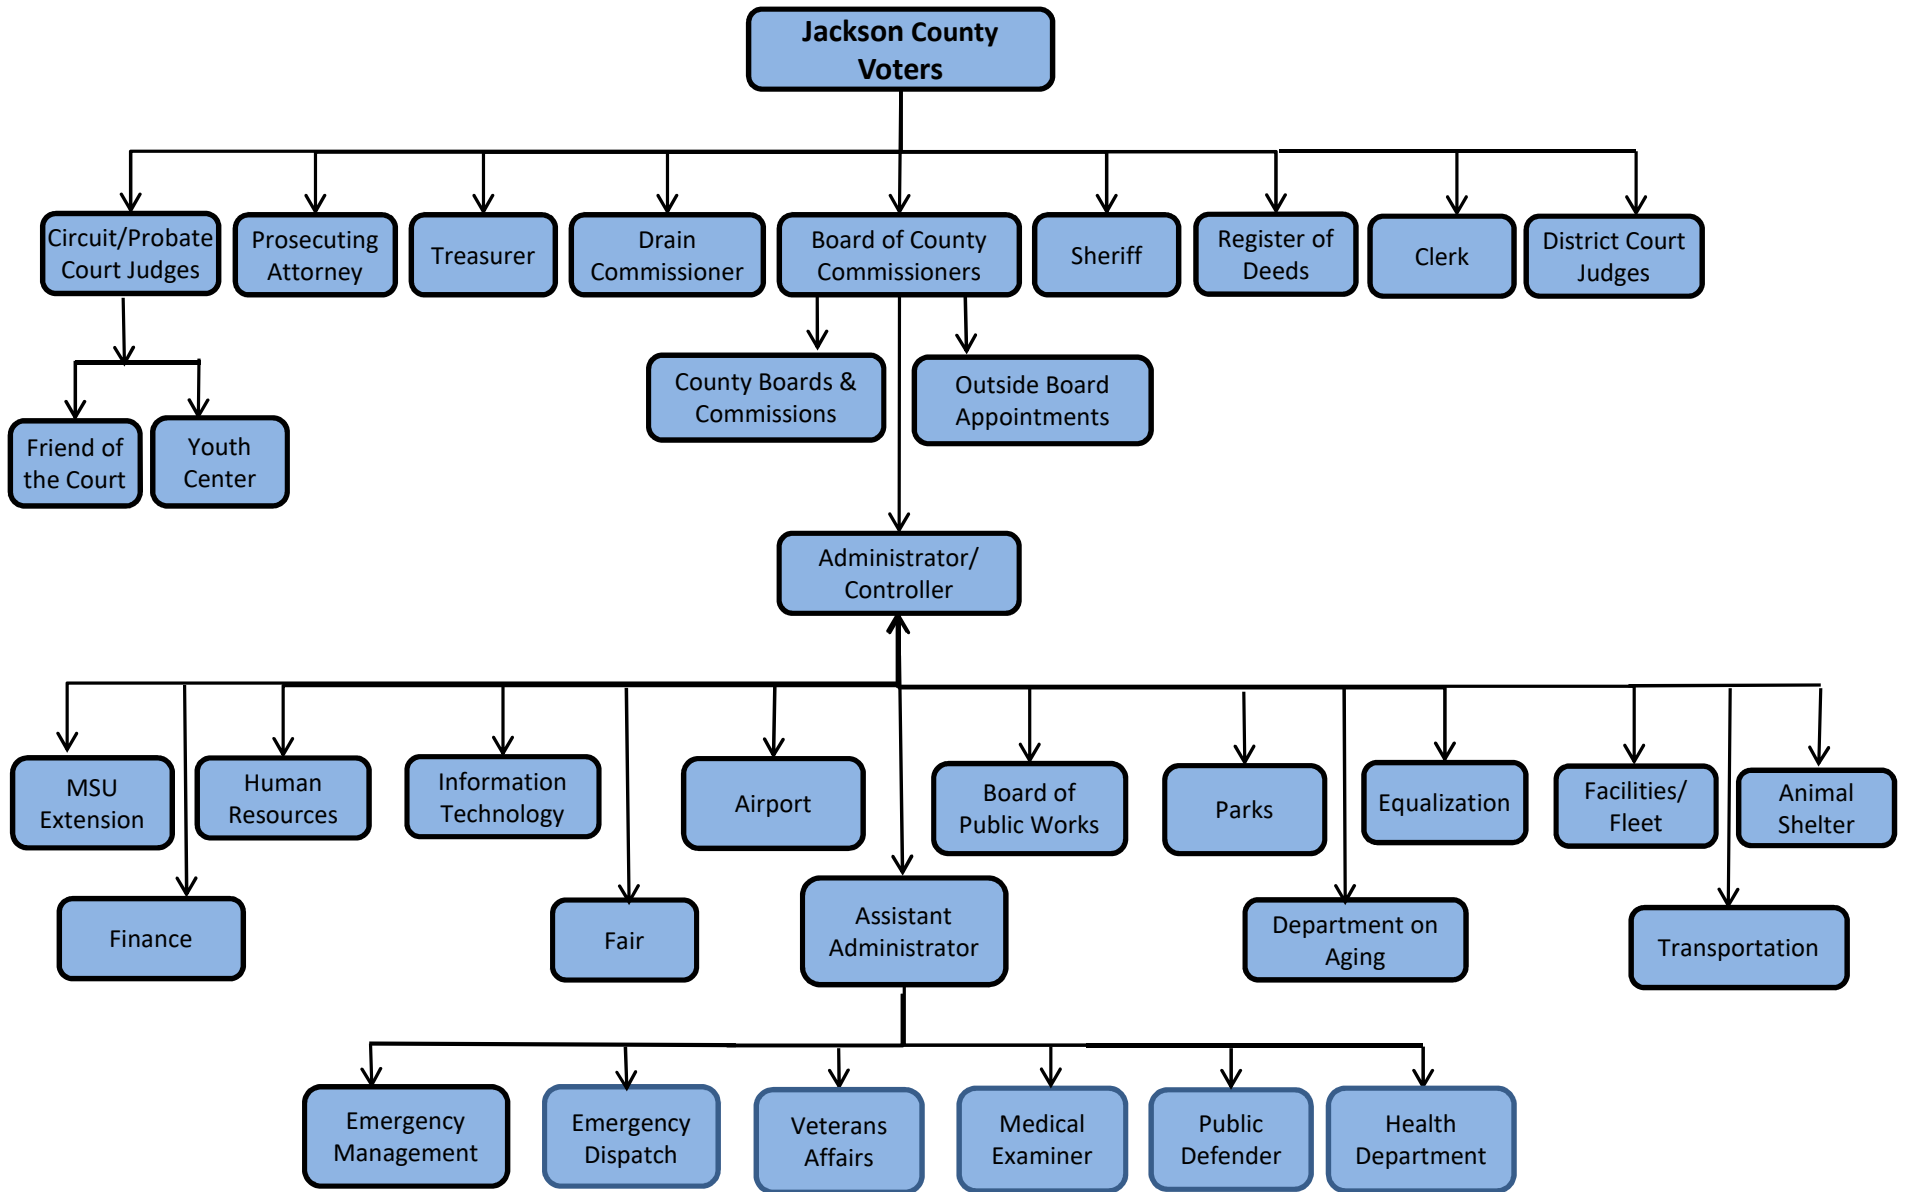 Jackson County
Voters
Circuit/Probate
Court Judges
Prosecuting
Attorney
Treasurer
Drain
Commissioner
Board of County
Commissioners
Sheriff
Register of
Deeds
Clerk
District Court
Judges
County Boards &
Commissions
Outside Board
Appointments
Friend of
the Court
Youth
Center
Administrator/
Controller
MSU
Extension
Human
Resources
Information
Technology
Airport
Board of
Public Works
Parks
Equalization
Facilities/
Fleet
Animal
Shelter
Finance
Fair
Assistant
Administrator
Department on
Aging
Transportation
Emergency
Management
Emergency
Dispatch
Veterans
Affairs
Medical
Examiner
Public
Defender
Health
Department